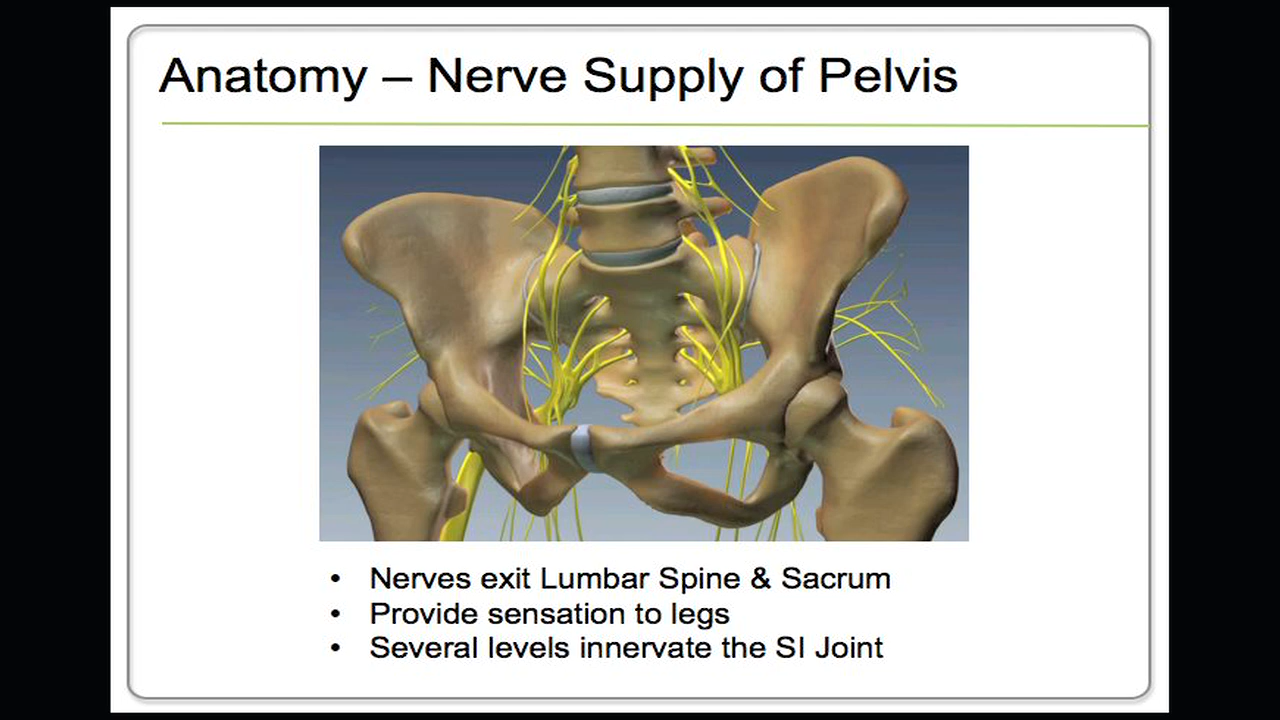 Anatomy – Nerve Supply of Pelvis
• Nerves exit Lumbar Spine & Sacrum
• Provide sensation to legs
• Several levels innervate the SI Joint